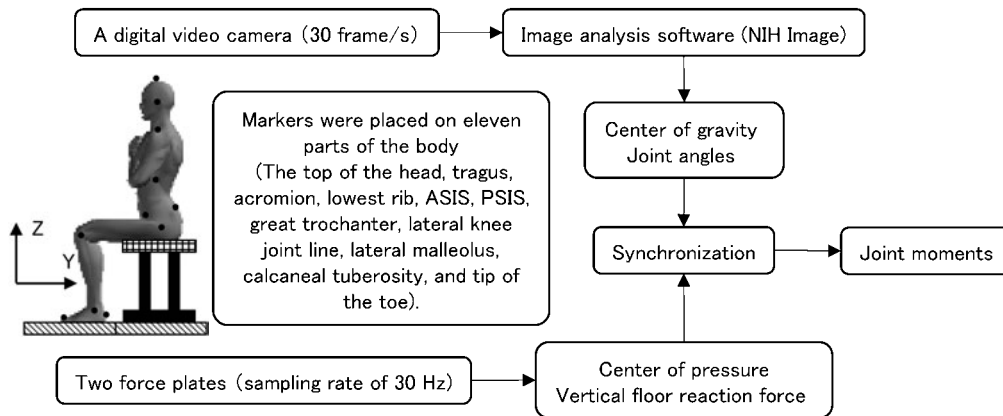 A digital video camera (30 frame/s)
Image analysis software (NIH Image)
Markers were placed on eleven
parts of the body
(The top of the head, tragus,
acromion, lowest rib, ASIS, PSIS,
great trochanter, lateral knee
joint line, lateral malleolus,
calcaneal tuberosity, and tip of
the toe).
Center of gravity
Joint angles
Z
Y
Synchronization
Joint moments
Two force plates (sampling rate of 30 Hz)
Center of pressure
Vertical floor reaction force